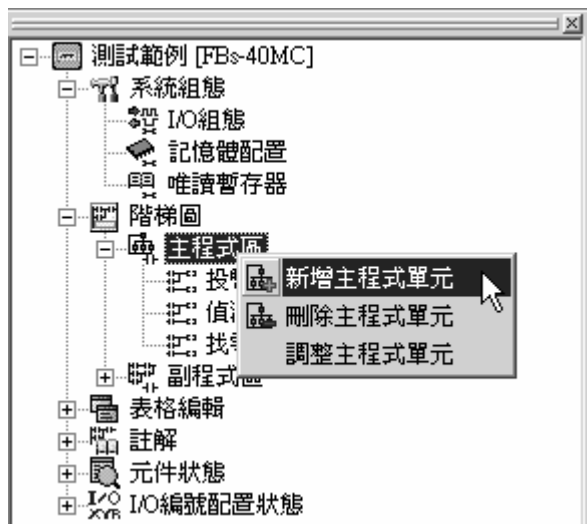 測試範例 [FBs-40MC]
系統組態
I/O組態
記憶體配置
唯讀暫存器
階梯圖
主程式區
投
新增主程式單元
偵
刪除主程式單元
找
調整主程式單元
副程式區
表格編輯
註解
元件狀態
I/O編號配置狀態